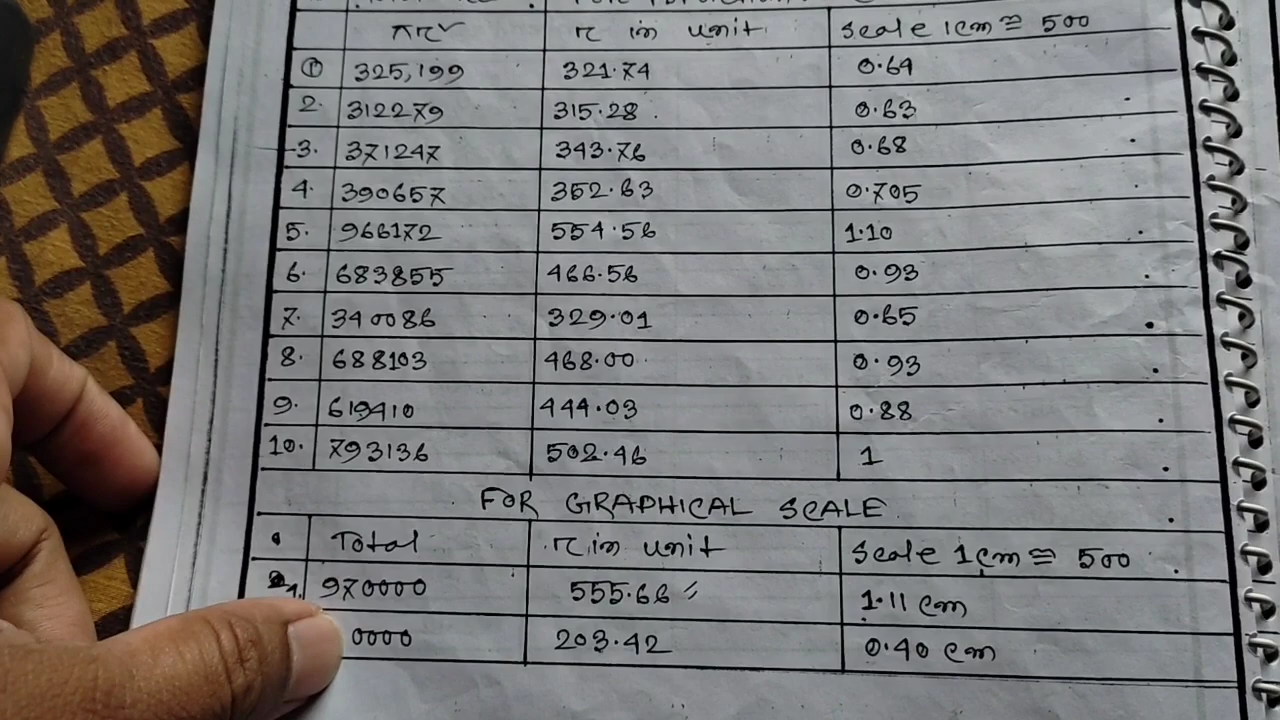 πr² r in unit Scale 1cm ≅ 500
① 325,199 321.74 0.64
2. 312279 315.28 0.63
3. 371247 343.76 0.68
4. 390657 352.63 0.705
5. 966172 554.56 1.10
6. 683855 466.56 0.93
7. 340086 329.01 0.65
8. 688103 468.00 0.93
9. 619410 444.03 0.88
10. 793136 502.46 1
FOR GRAPHICAL SCALE
Total r in unit Scale 1cm ≅ 500
970000 555.66 1.11 cm
0000 203.42 0.40 cm